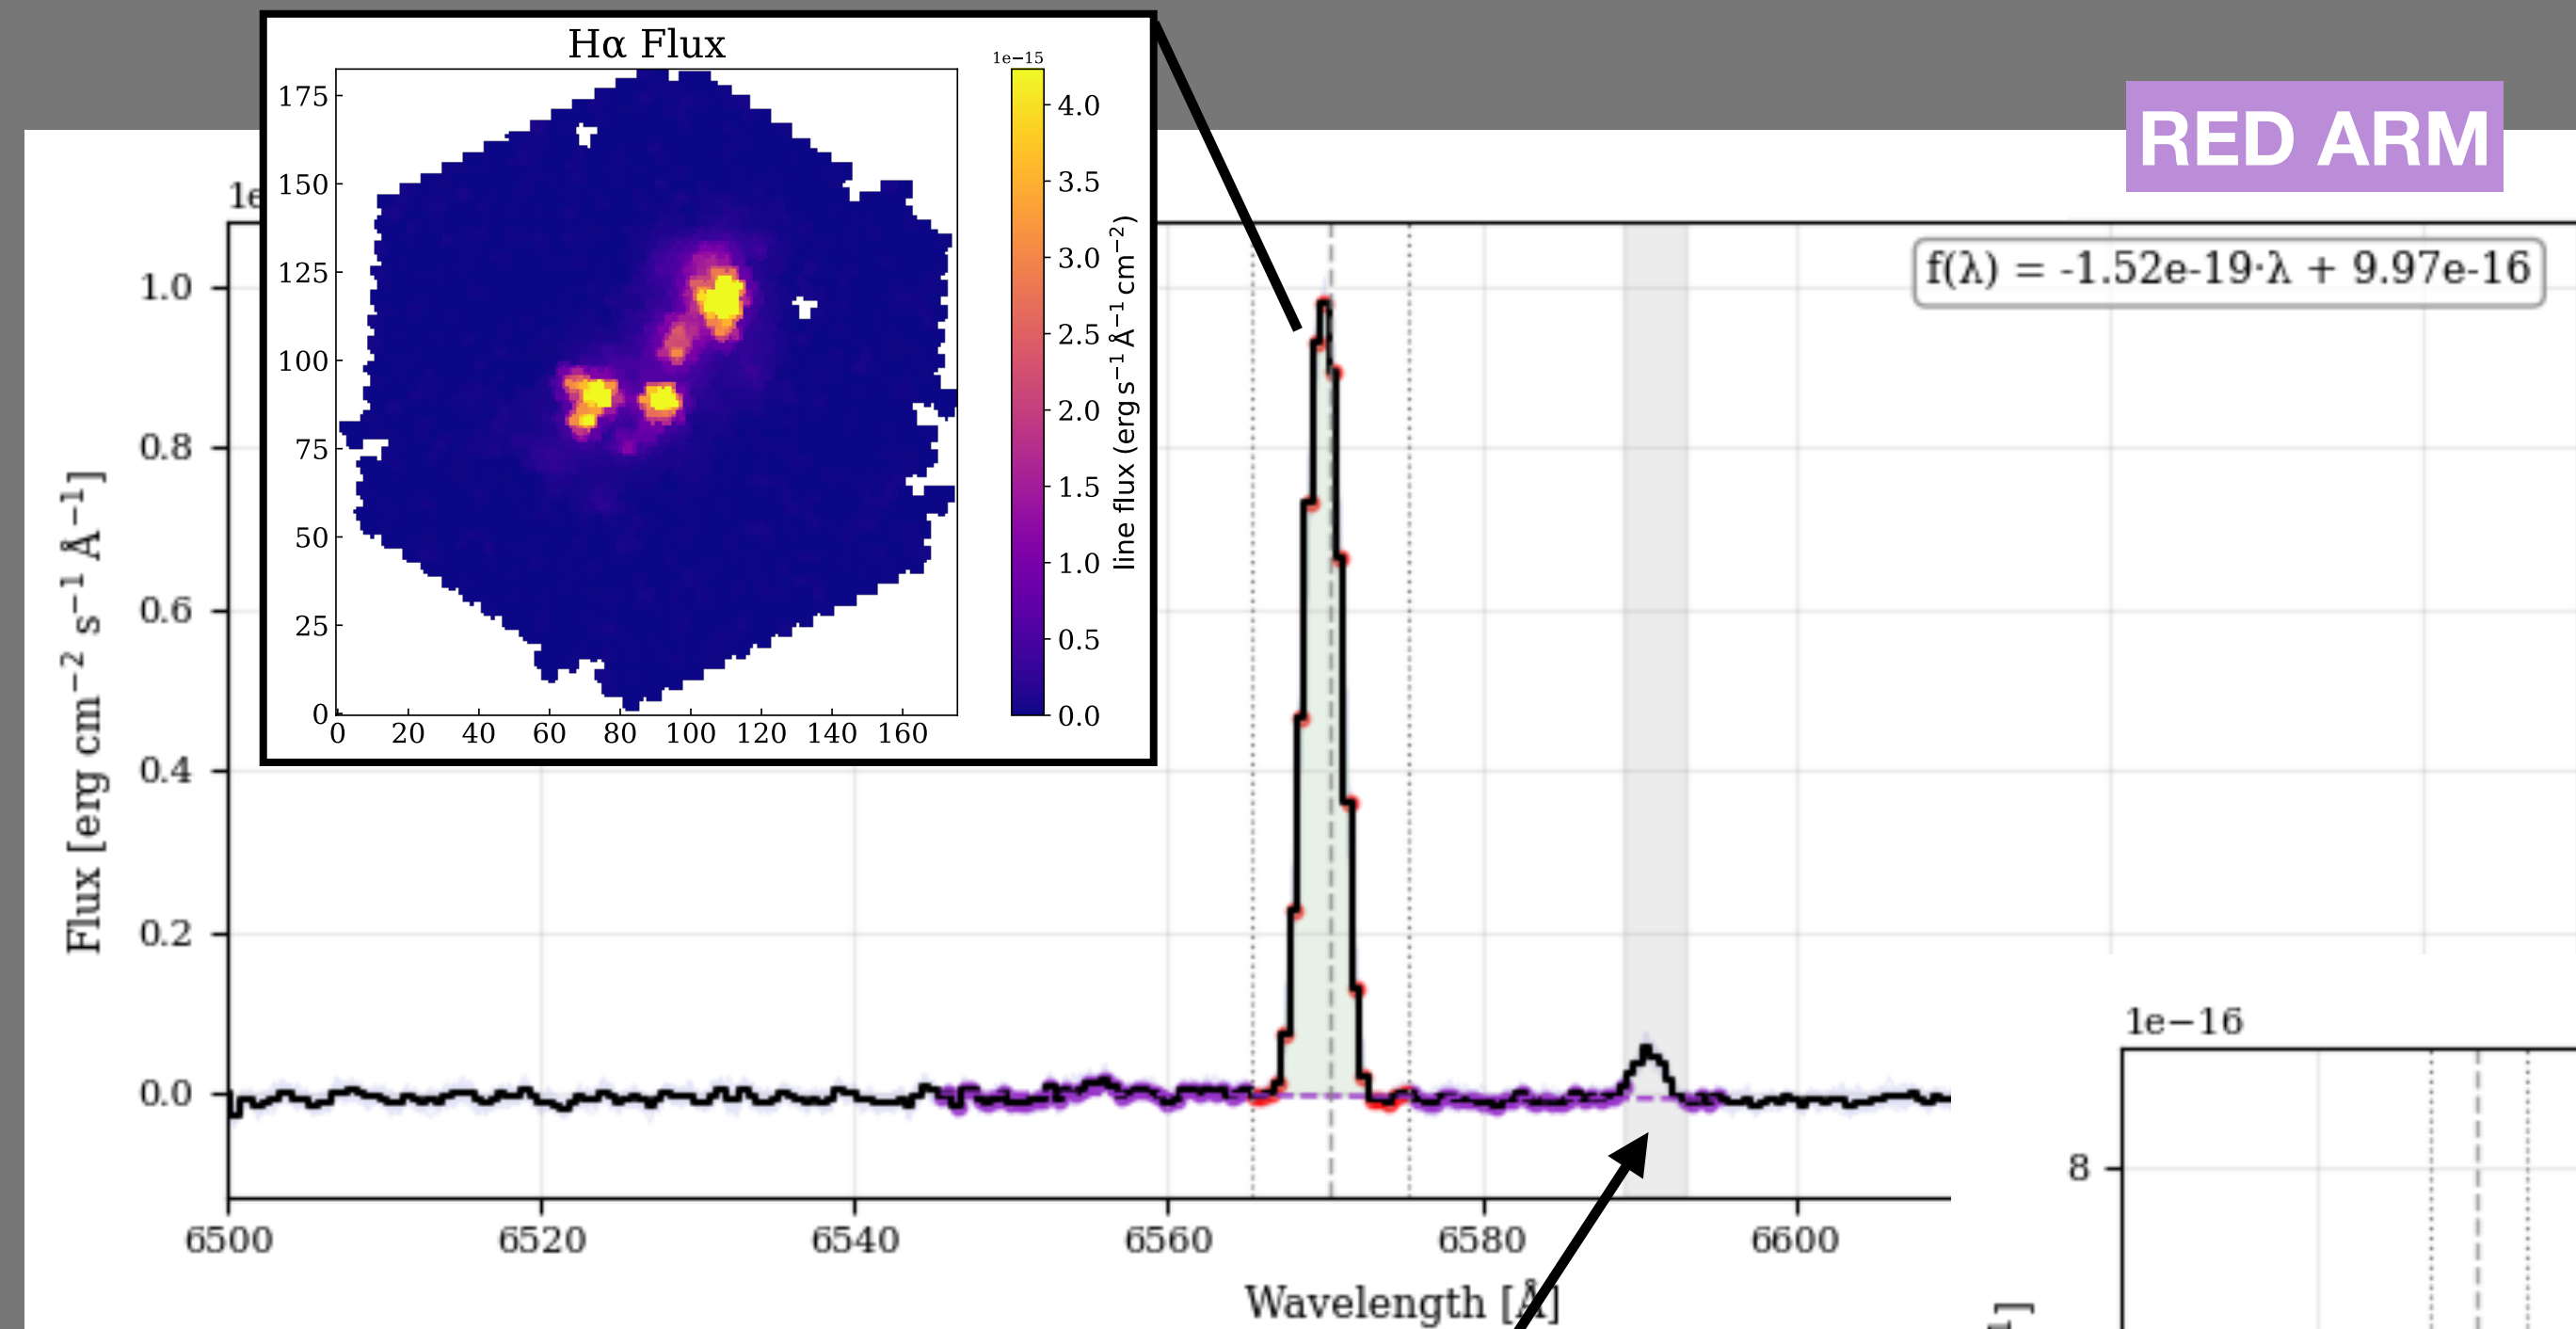 Hα Flux
1e−15
175
150
125
100
75
50
25
0
0 20 40 60 80 100 120 140 160
4.0
3.5
3.0
2.5
2.0
1.5
1.0
0.5
0.0
line flux (erg s⁻¹ Å⁻¹ cm⁻²)
RED ARM
1e
f(λ) = -1.52e-19·λ + 9.97e-16
1.0
0.8
0.6
0.4
0.2
0.0
Flux [erg cm⁻² s⁻¹ Å⁻¹]
6500 6520 6540 6560 6580 6600
Wavelength [Å]
1e−16
8